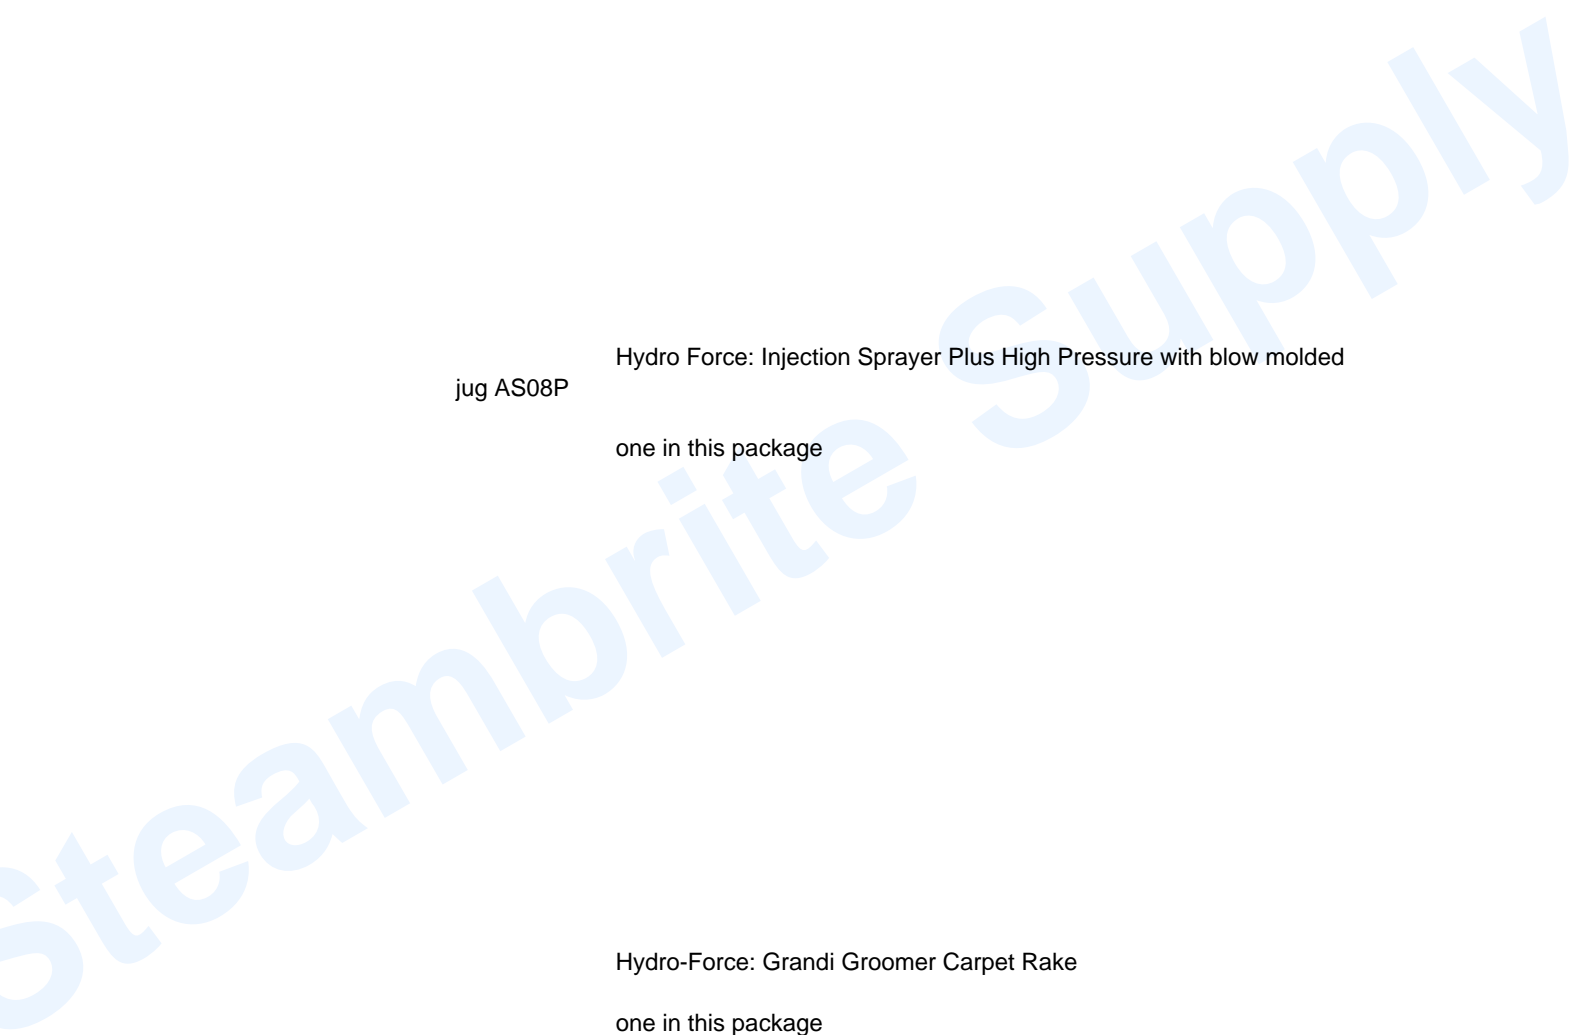 Steambrite Supply
Hydro Force: Injection Sprayer Plus High Pressure with blow molded
jug AS08P
one in this package
Hydro-Force: Grandi Groomer Carpet Rake
one in this package